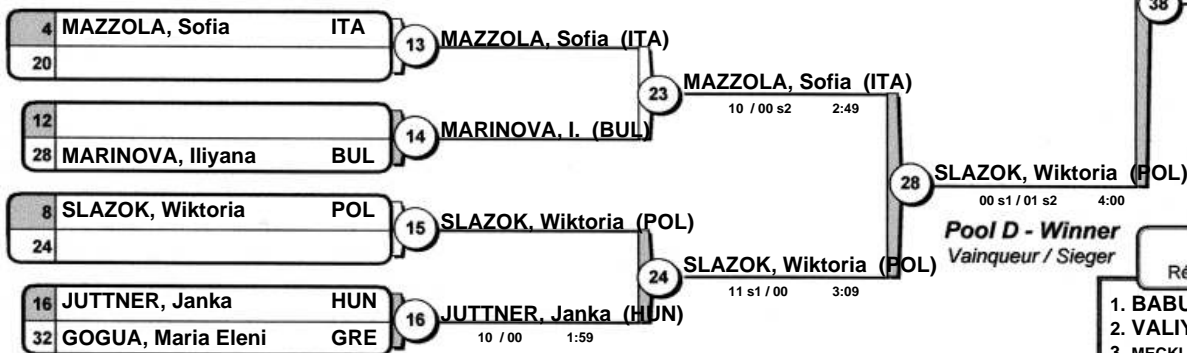 38
4 MAZZOLA, Sofia ITA
20
13 MAZZOLA, Sofia (ITA)
12
28 MARINOVA, Iliyana BUL
14 MARINOVA, I. (BUL)
23 MAZZOLA, Sofia (ITA)
10 / 00 s2 2:49
8 SLAZOK, Wiktoria POL
24
15 SLAZOK, Wiktoria (POL)
16 JUTTNER, Janka HUN
32 GOGUA, Maria Eleni GRE
16 JUTTNER, Janka (HUN)
10 / 00 1:59
24 SLAZOK, Wiktoria (POL)
11 s1 / 00 3:09
28 SLAZOK, Wiktoria (POL)
00 s1 / 01 s2 4:00
Pool D - Winner
Vainqueur / Sieger
Ré
1. BABU
2. VALIY